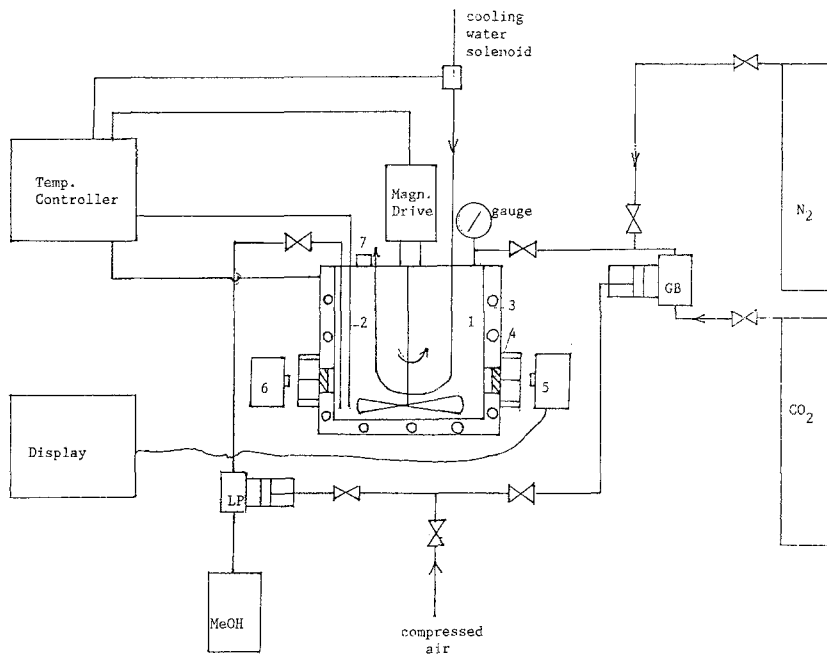 cooling
water
solenoid
Temp.
Controller
Magn.
Drive
gauge
N2
7
GB
2
1
3
4
6
5
CO2
Display
LP
MeOH
compressed
air